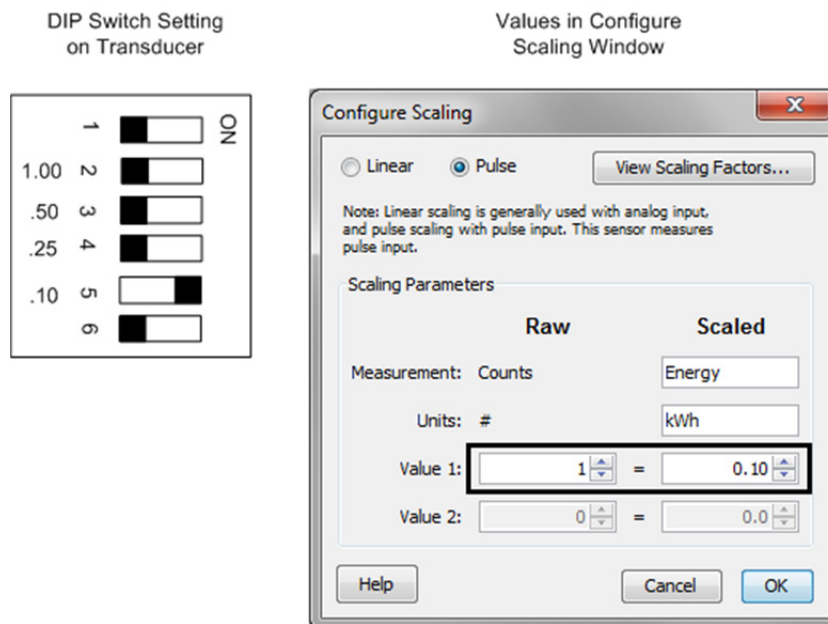 DIP Switch Setting
on Transducer
ON
1
1.00 2
.50 3
.25 4
.10 5
6
Values in Configure
Scaling Window
Configure Scaling
Linear Pulse View Scaling Factors...
Note: Linear scaling is generally used with analog input,
and pulse scaling with pulse input. This sensor measures
pulse input.
Scaling Parameters
Raw Scaled
Measurement: Counts Energy
Units: # kWh
Value 1: 1 = 0.10
Value 2: 0 = 0.0
Help Cancel OK